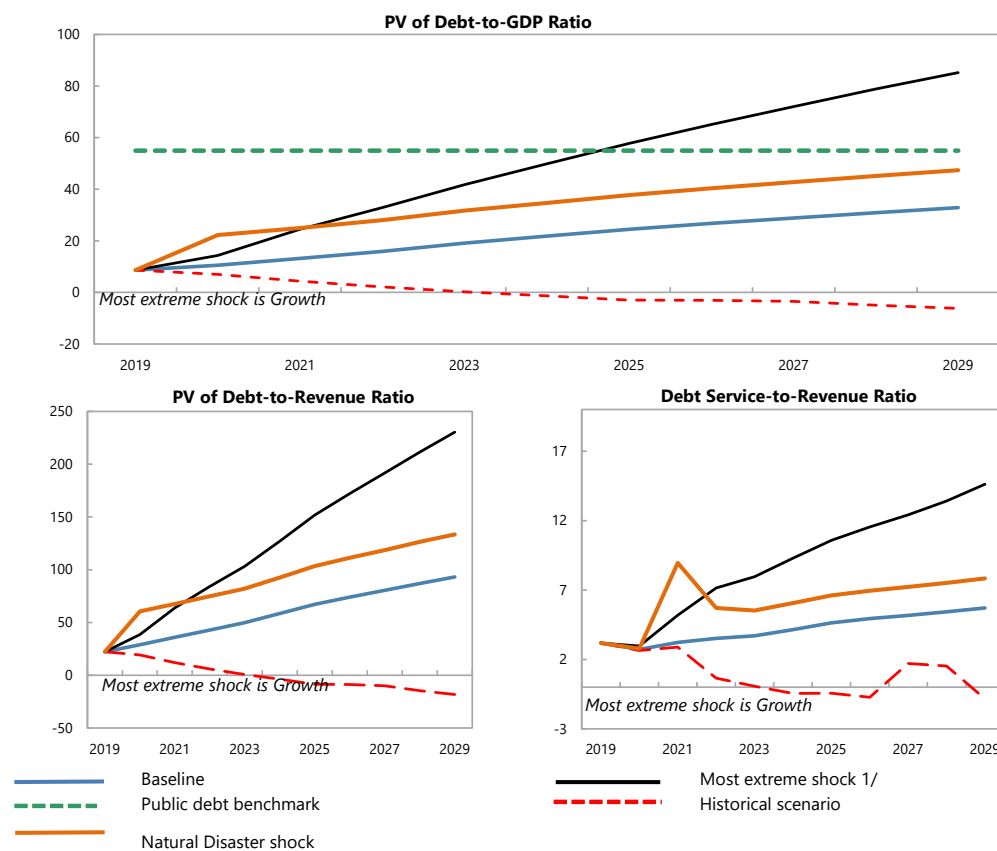 PV of Debt-to-GDP Ratio
100
80
60
40
20
0
-20
Most extreme shock is Growth
2019 2021 2023 2025 2027 2029
PV of Debt-to-Revenue Ratio
250
200
150
100
50
0
-50
Most extreme shock is Growth
2019 2021 2023 2025 2027 2029
Debt Service-to-Revenue Ratio
17
12
7
2
-3
Most extreme shock is Growth
2019 2021 2023 2025 2027 2029
Baseline
Public debt benchmark
Natural Disaster shock
Most extreme shock 1/
Historical scenario